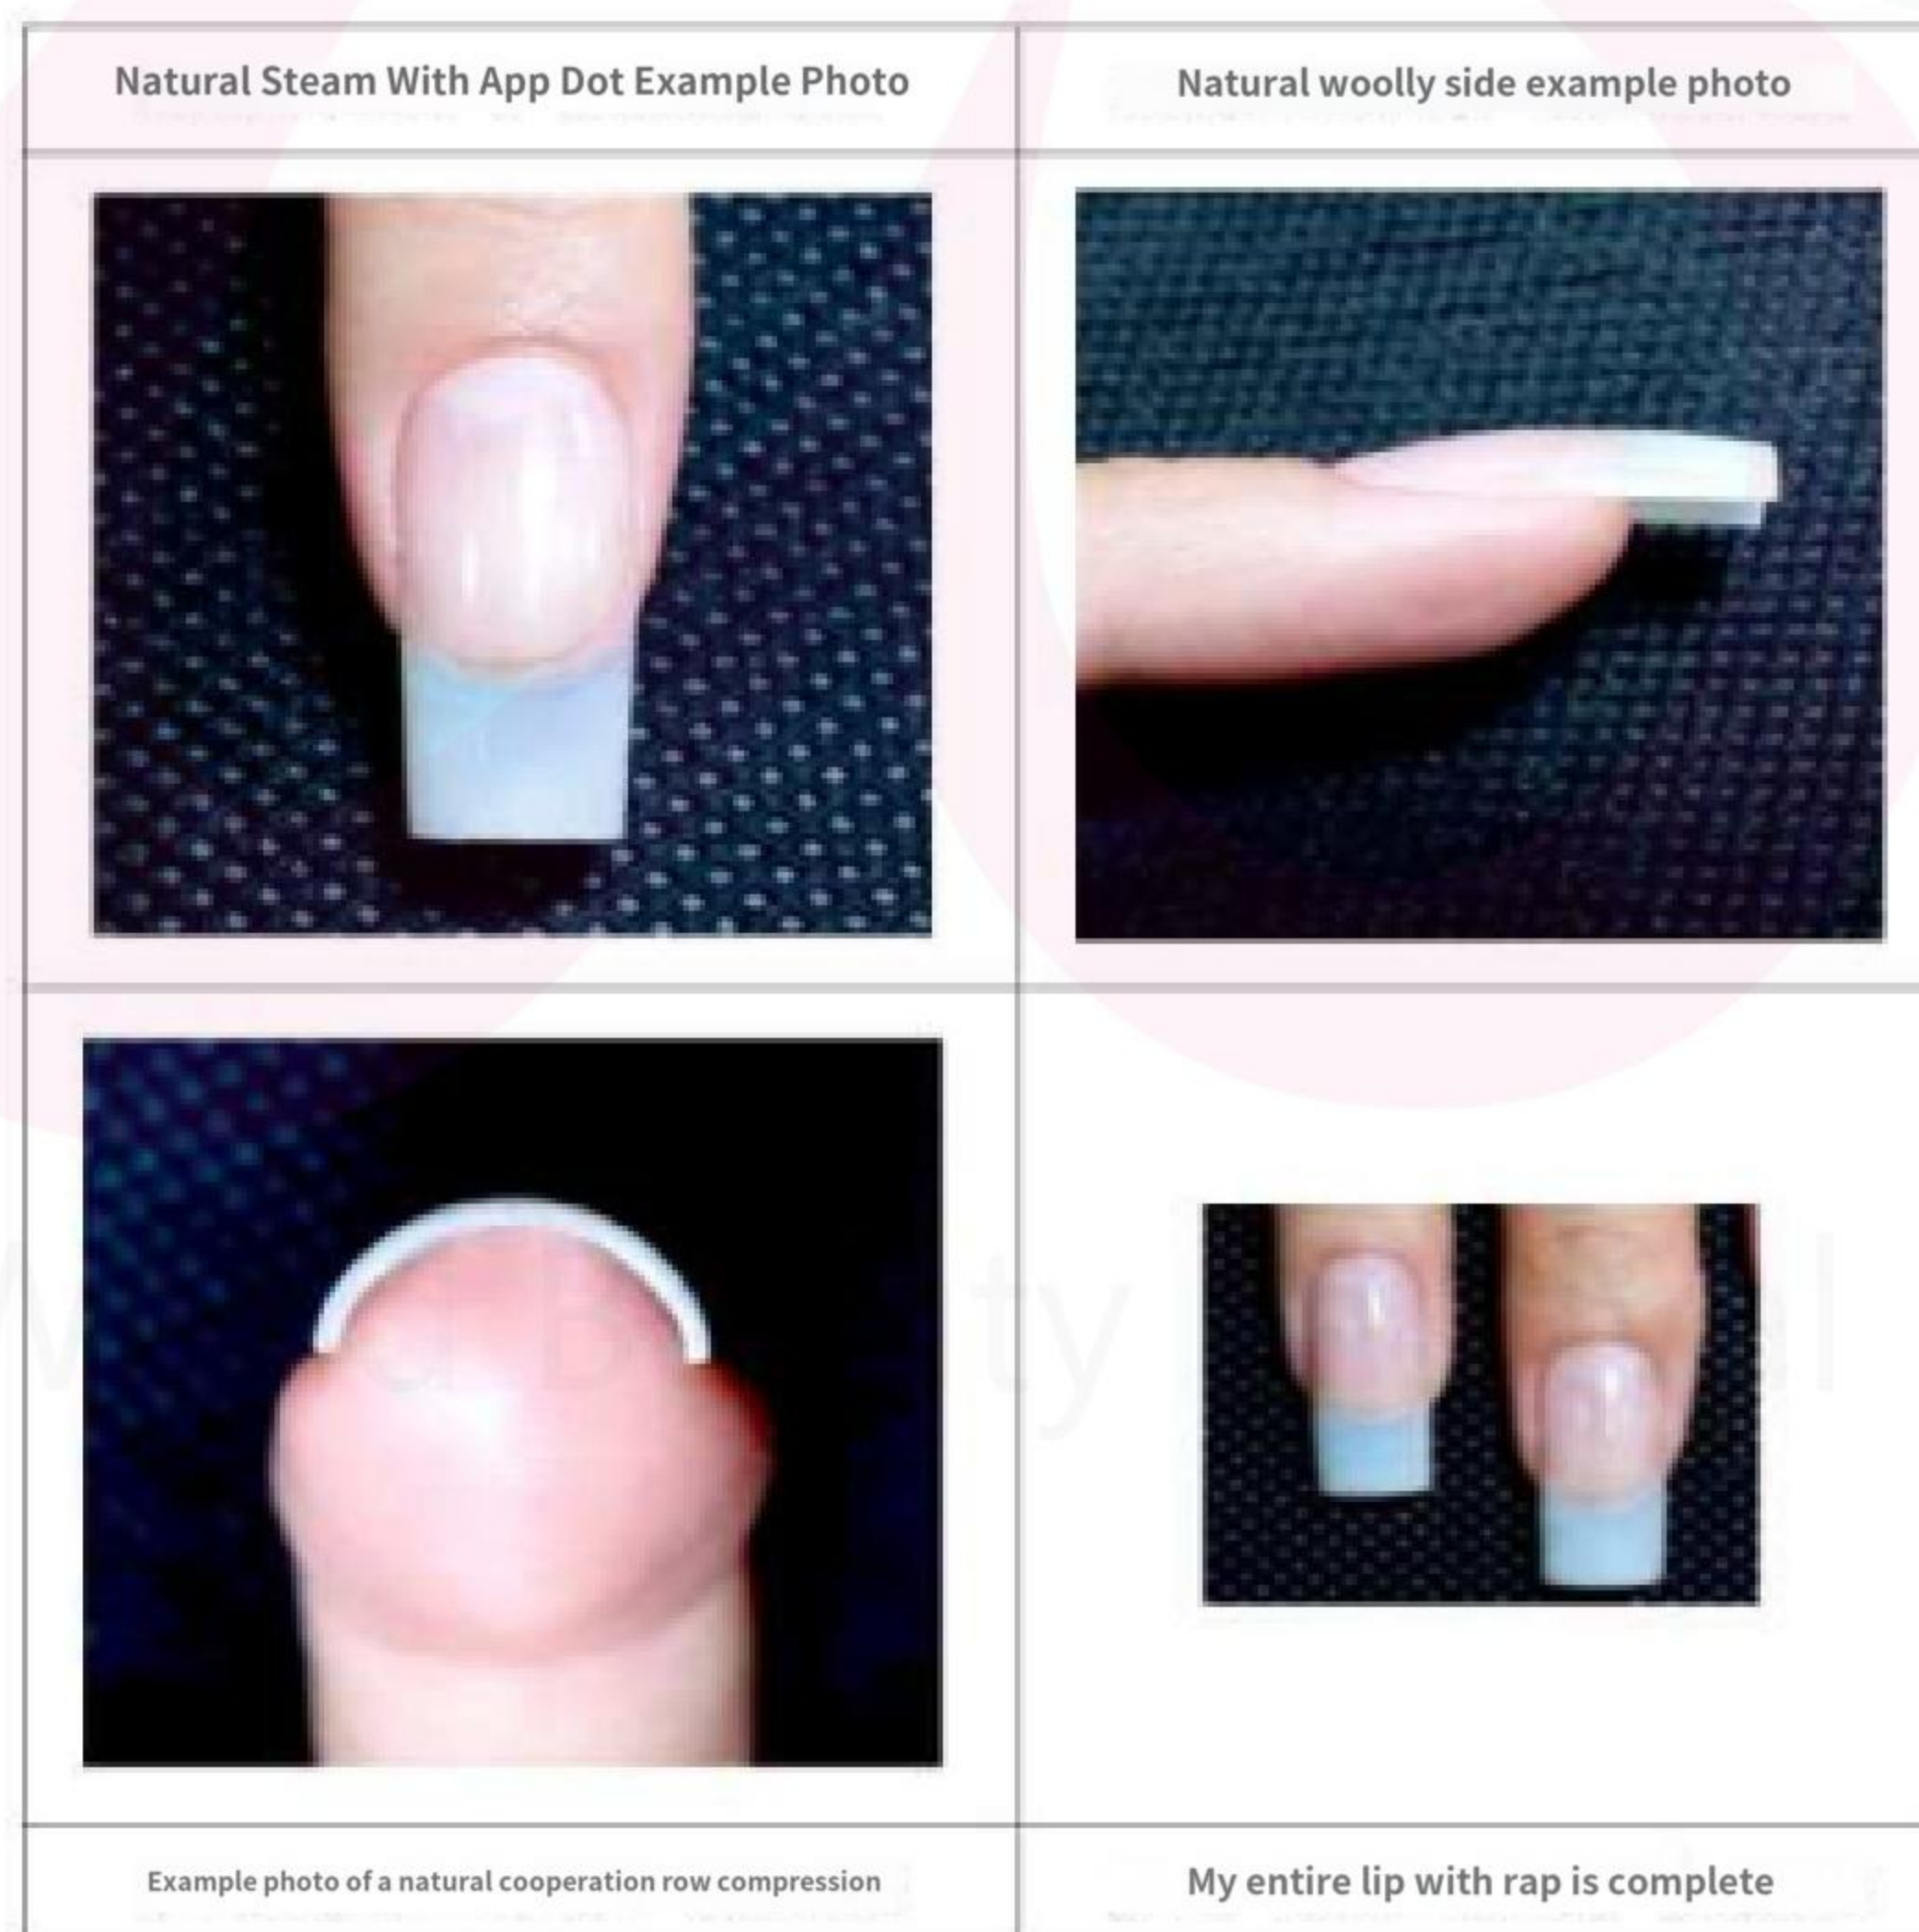 Natural Steam With App Dot Example Photo
Natural woolly side example photo
Example photo of a natural cooperation row compression
My entire lip with rap is complete